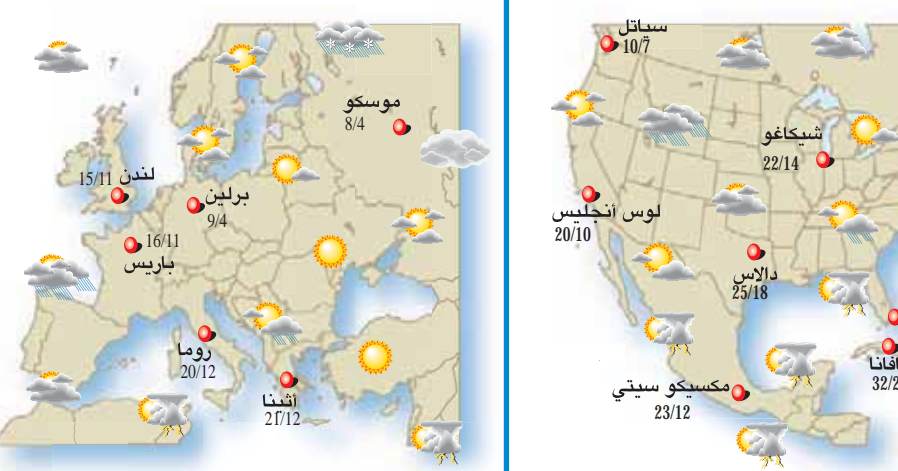 سياتل
10/7
شيكاغو
22/14
لوس أنجليس
20/10
دالاس
25/18
مكسيكو سيتي
23/12
موسكو
8/4
لندن 15/11
برلين
9/4
16/11
باريس
روما
20/12
أثينا
21/12